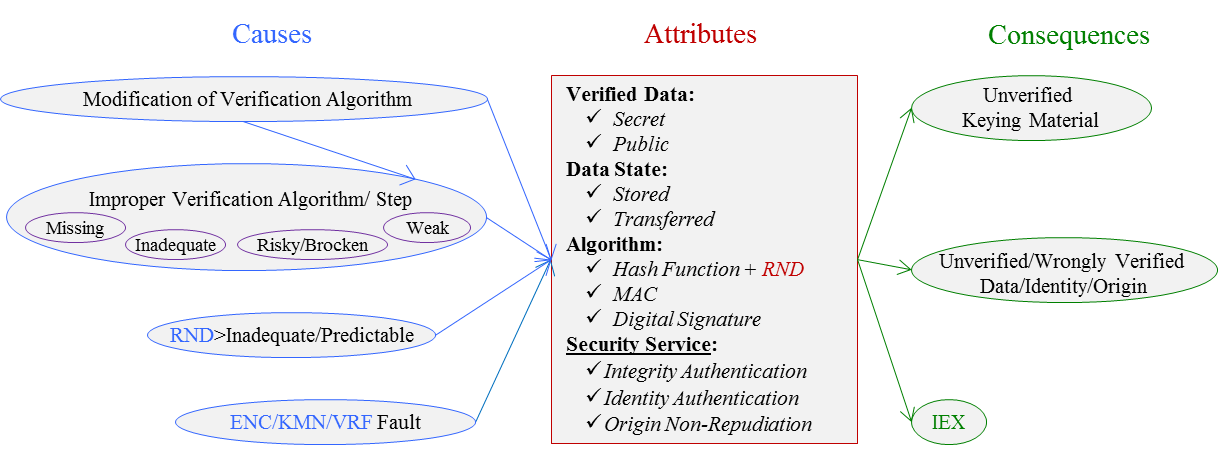 Causes
Modification of Verification Algorithm
Improper Verification Algorithm/ Step
Missing
Inadequate
Risky/Brocken
Weak
RND>Inadequate/Predictable
ENC/KMN/VRF Fault
Attributes
Verified Data:
✓ Secret
✓ Public
Data State:
✓ Stored
✓ Transferred
Algorithm:
✓ Hash Function + RND
✓ MAC
✓ Digital Signature
Security Service:
✓ Integrity Authentication
✓ Identity Authentication
✓ Origin Non-Repudiation
Consequences
Unverified
Keying Material
Unverified/Wrongly Verified
Data/Identity/Origin
IEX